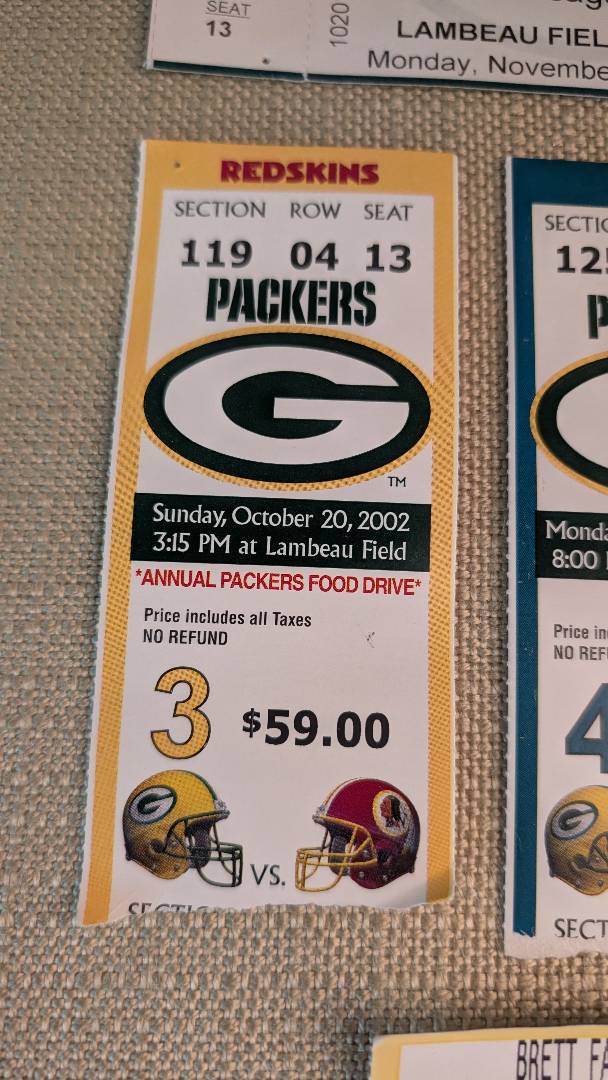 SEAT
13
1020
LAMBEAU FIEL
Monday, Novembe
REDSKINS
SECTION ROW SEAT
119 04 13
PACKERS
G
TM
Sunday, October 20, 2002
3:15 PM at Lambeau Field
*ANNUAL PACKERS FOOD DRIVE*
Price includes all Taxes
NO REFUND
3 $59.00
G
VS.
SECTIO
SECTIO
12
P
Monda
8:00
Price in
NO REF
4
G
SECT
BRETT FA